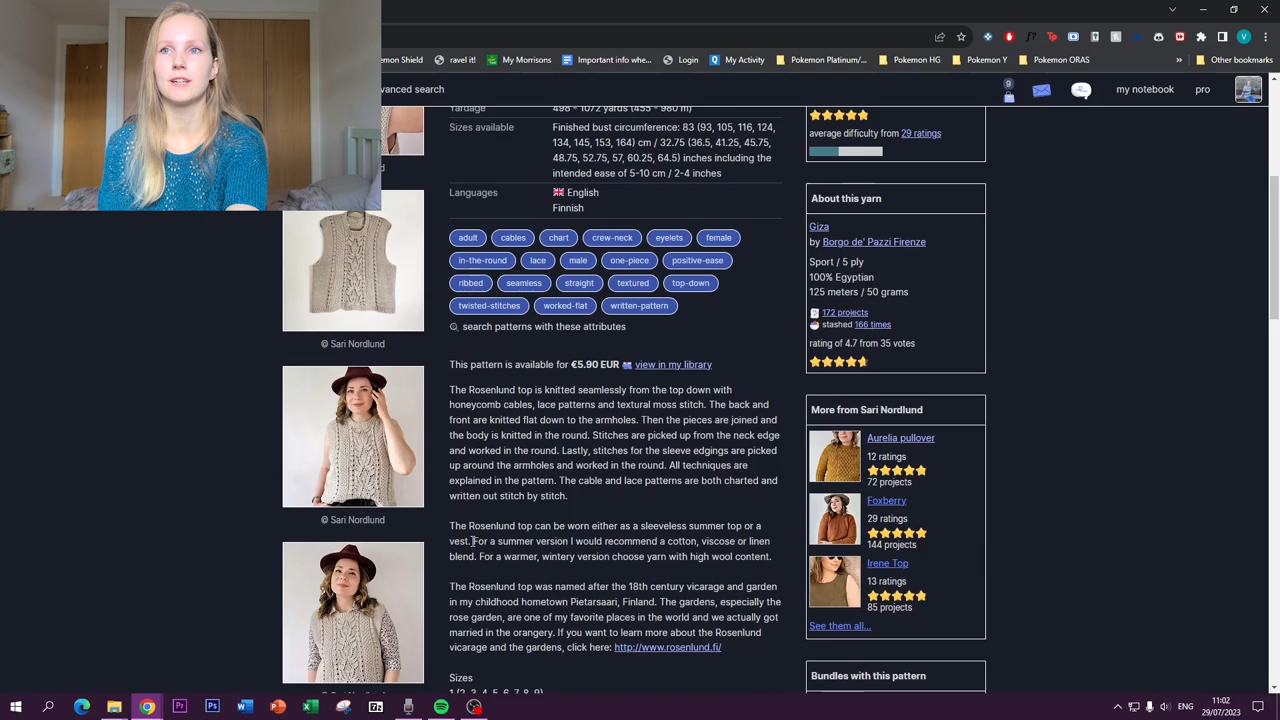 emon Shield
ravel it!
My Morrisons
Important info whe...
Login
My Activity
Pokemon Platinum/...
Pokemon HG
Pokemon Y
Pokemon ORAS
»
Other bookmarks
dvanced search
0
my notebook
pro
Yardage
498 - 1072 yards (455 - 980 m)
Sizes available
Finished bust circumference: 83 (93, 105, 116, 124,
134, 145, 153, 164) cm / 32.75 (36.5, 41.25, 45.75,
48.75, 52.75, 57, 60.25, 64.5) inches including the
intended ease of 5-10 cm / 2-4 inches
Languages
English
Finnish
adult
cables
chart
crew-neck
eyelets
female
in-the-round
lace
male
one-piece
positive-ease
ribbed
seamless
straight
textured
top-down
twisted-stitches
worked-flat
written-pattern
search patterns with these attributes
This pattern is available for €5.90 EUR view in my library
The Rosenlund top is knitted seamlessly from the top down with
honeycomb cables, lace patterns and textural moss stitch. The back and
front are knitted flat down to the armholes. Then the pieces are joined and
the body is knitted in the round. Stitches are picked up from the neck edge
and worked in the round. Lastly, stitches for the sleeve edgings are picked
up around the armholes and worked in the round. All techniques are
explained in the pattern. The cable and lace patterns are both charted and
written out stitch by stitch.
The Rosenlund top can be worn either as a sleeveless summer top or a
vest. For a summer version I would recommend a cotton, viscose or linen
blend. For a warmer, wintery version choose yarn with high wool content.
The Rosenlund top was named after the 18th century vicarage and garden
in my childhood hometown Pietarsaari, Finland. The gardens, especially the
rose garden, are one of my favorite places in the world and we actually got
married in the orangery. If you want to learn more about the Rosenlund
vicarage and the gardens, click here: http://www.rosenlund.fi/
Sizes
1 (2, 3, 4, 5, 6, 7, 8, 9)
© Sari Nordlund
© Sari Nordlund
average difficulty from 29 ratings
About this yarn
Giza
by Borgo de' Pazzi Firenze
Sport / 5 ply
100% Egyptian
125 meters / 50 grams
172 projects
stashed 166 times
rating of 4.7 from 35 votes
More from Sari Nordlund
Aurelia pullover
12 ratings
72 projects
Foxberry
29 ratings
144 projects
Irene Top
13 ratings
85 projects
See them all...
Bundles with this pattern
11:02
29/07/2023